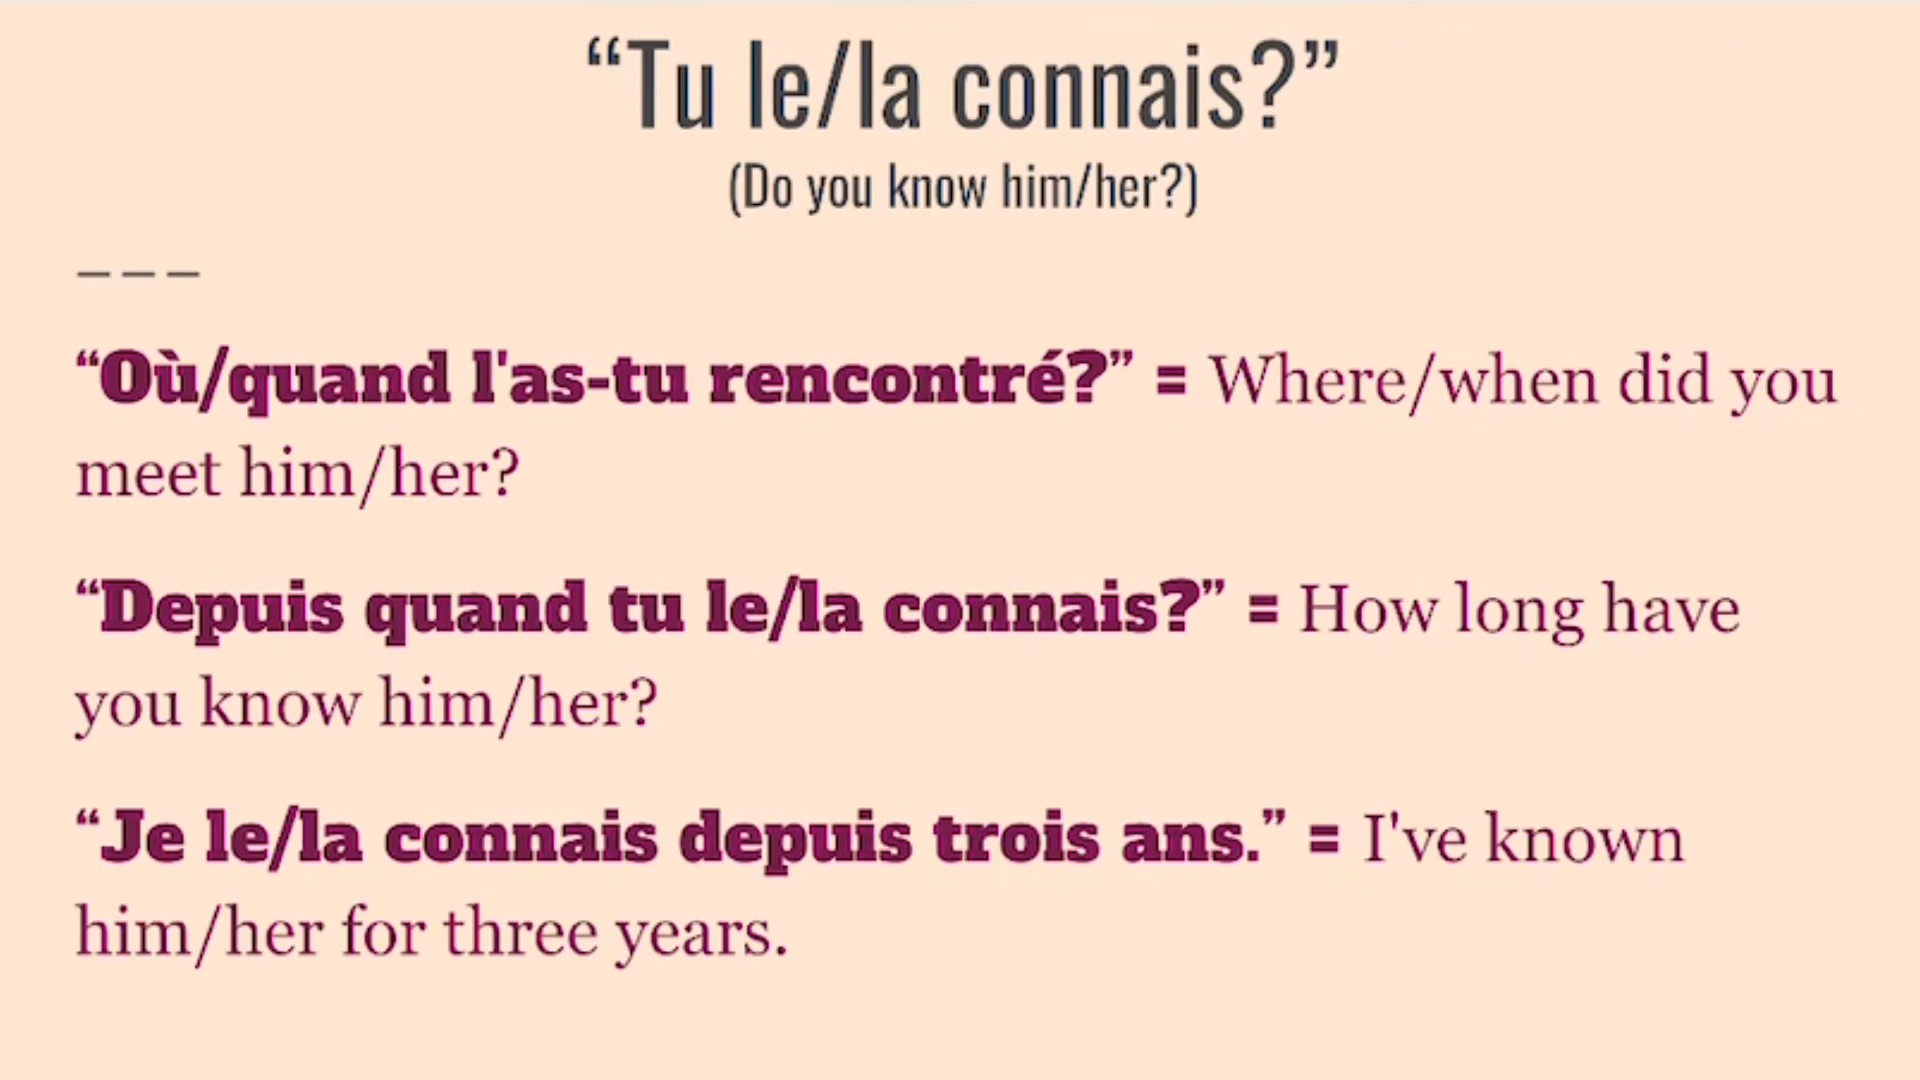 “Tu le/la connais?”
(Do you know him/her?)
“Où/quand l'as-tu rencontré?” = Where/when did you
meet him/her?
“Depuis quand tu le/la connais?” = How long have
you know him/her?
“Je le/la connais depuis trois ans.” = I've known
him/her for three years.